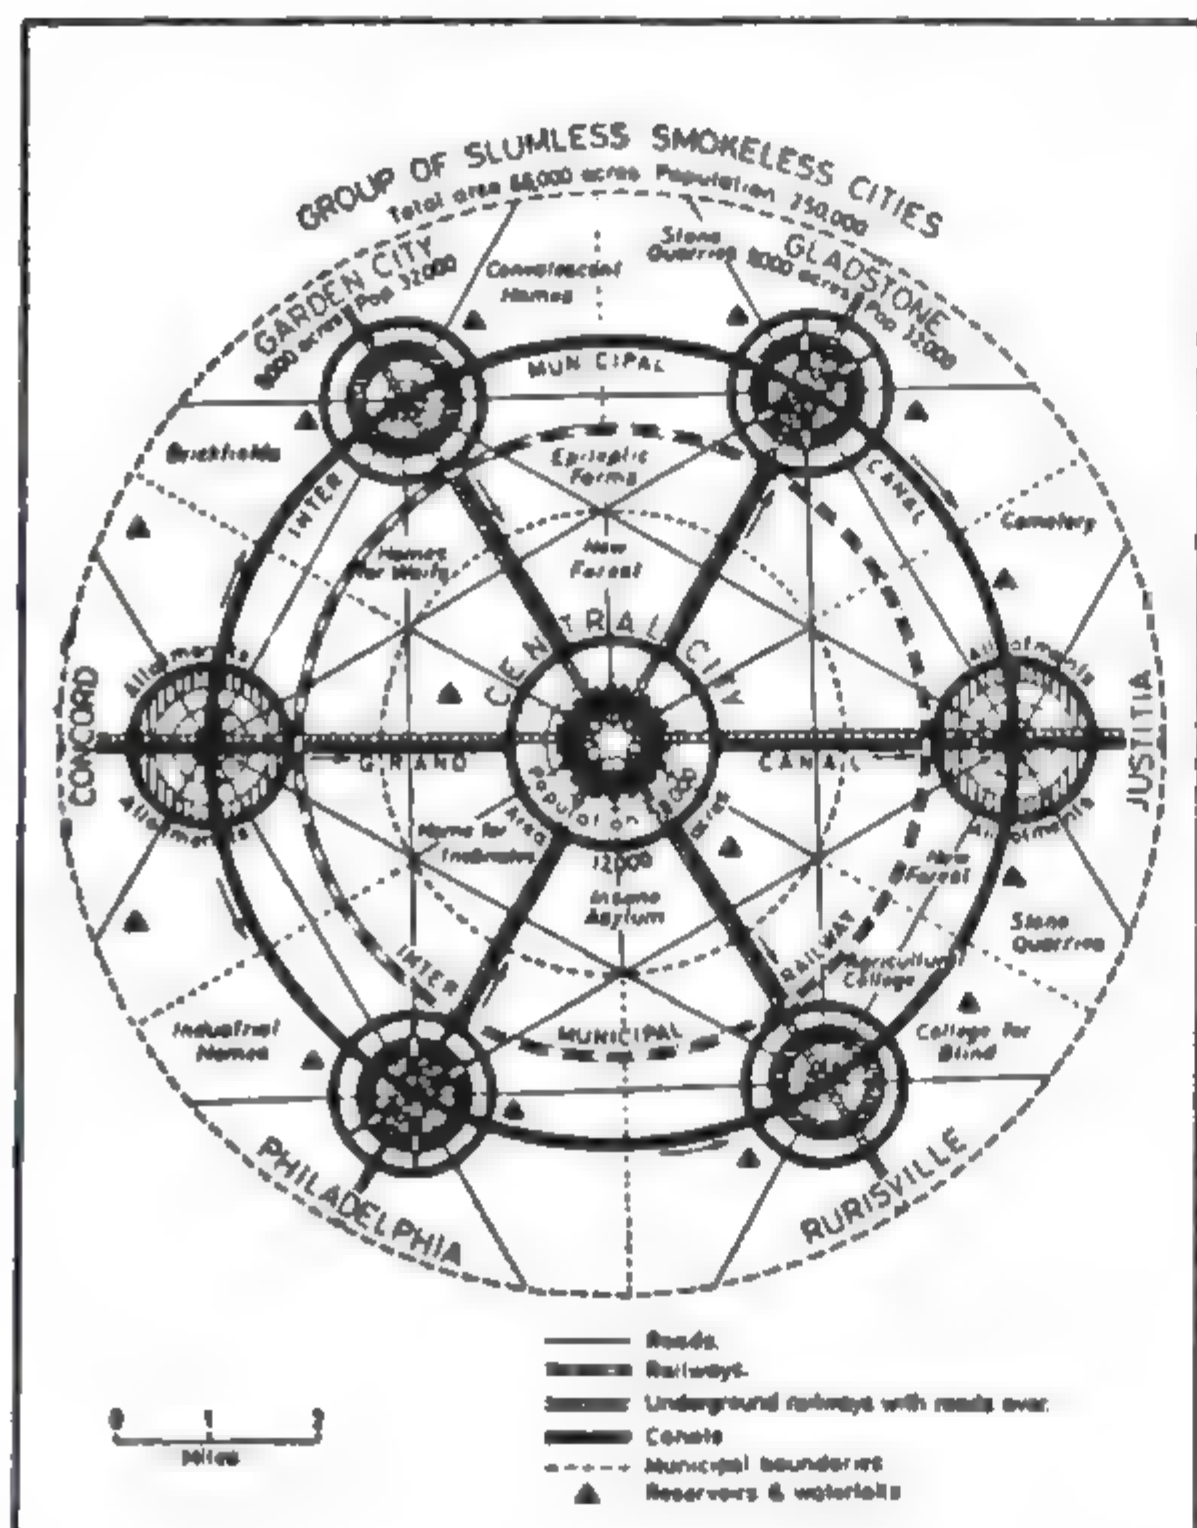 GROUP OF SLUMLESS SMOKELESS CITIES
Total area 66,000 acres Population 250,000
GARDEN CITY
9000 acres Pop 32000
Convalescent
Homes
Stone
Quarries
GLADSTONE
9000 acres Pop 32000
MUN CIPAL
Brickfields
INTER
Epileptic
Farms
CANAL
Cemetery
Homes
for Waifs
New
Forest
CENTRAL CITY
Allotments
Allotments
CONCORD
JUSTITIA
GRAND
CANAL
Allotments
Allotments
Home for
Inebriates
Area
12000
acres
Population
Insane
Asylum
New
Forest
Stone
Quarries
INTER
RAILWAY
Agricultural
College
Industrial
Homes
MUNICIPAL
College for
Blind
PHILADELPHIA
RURISVILLE
Roads.
Railways.
Underground railways with roads over.
Canals
Municipal boundaries
Reservoirs & waterfalls
0 1 2
Miles